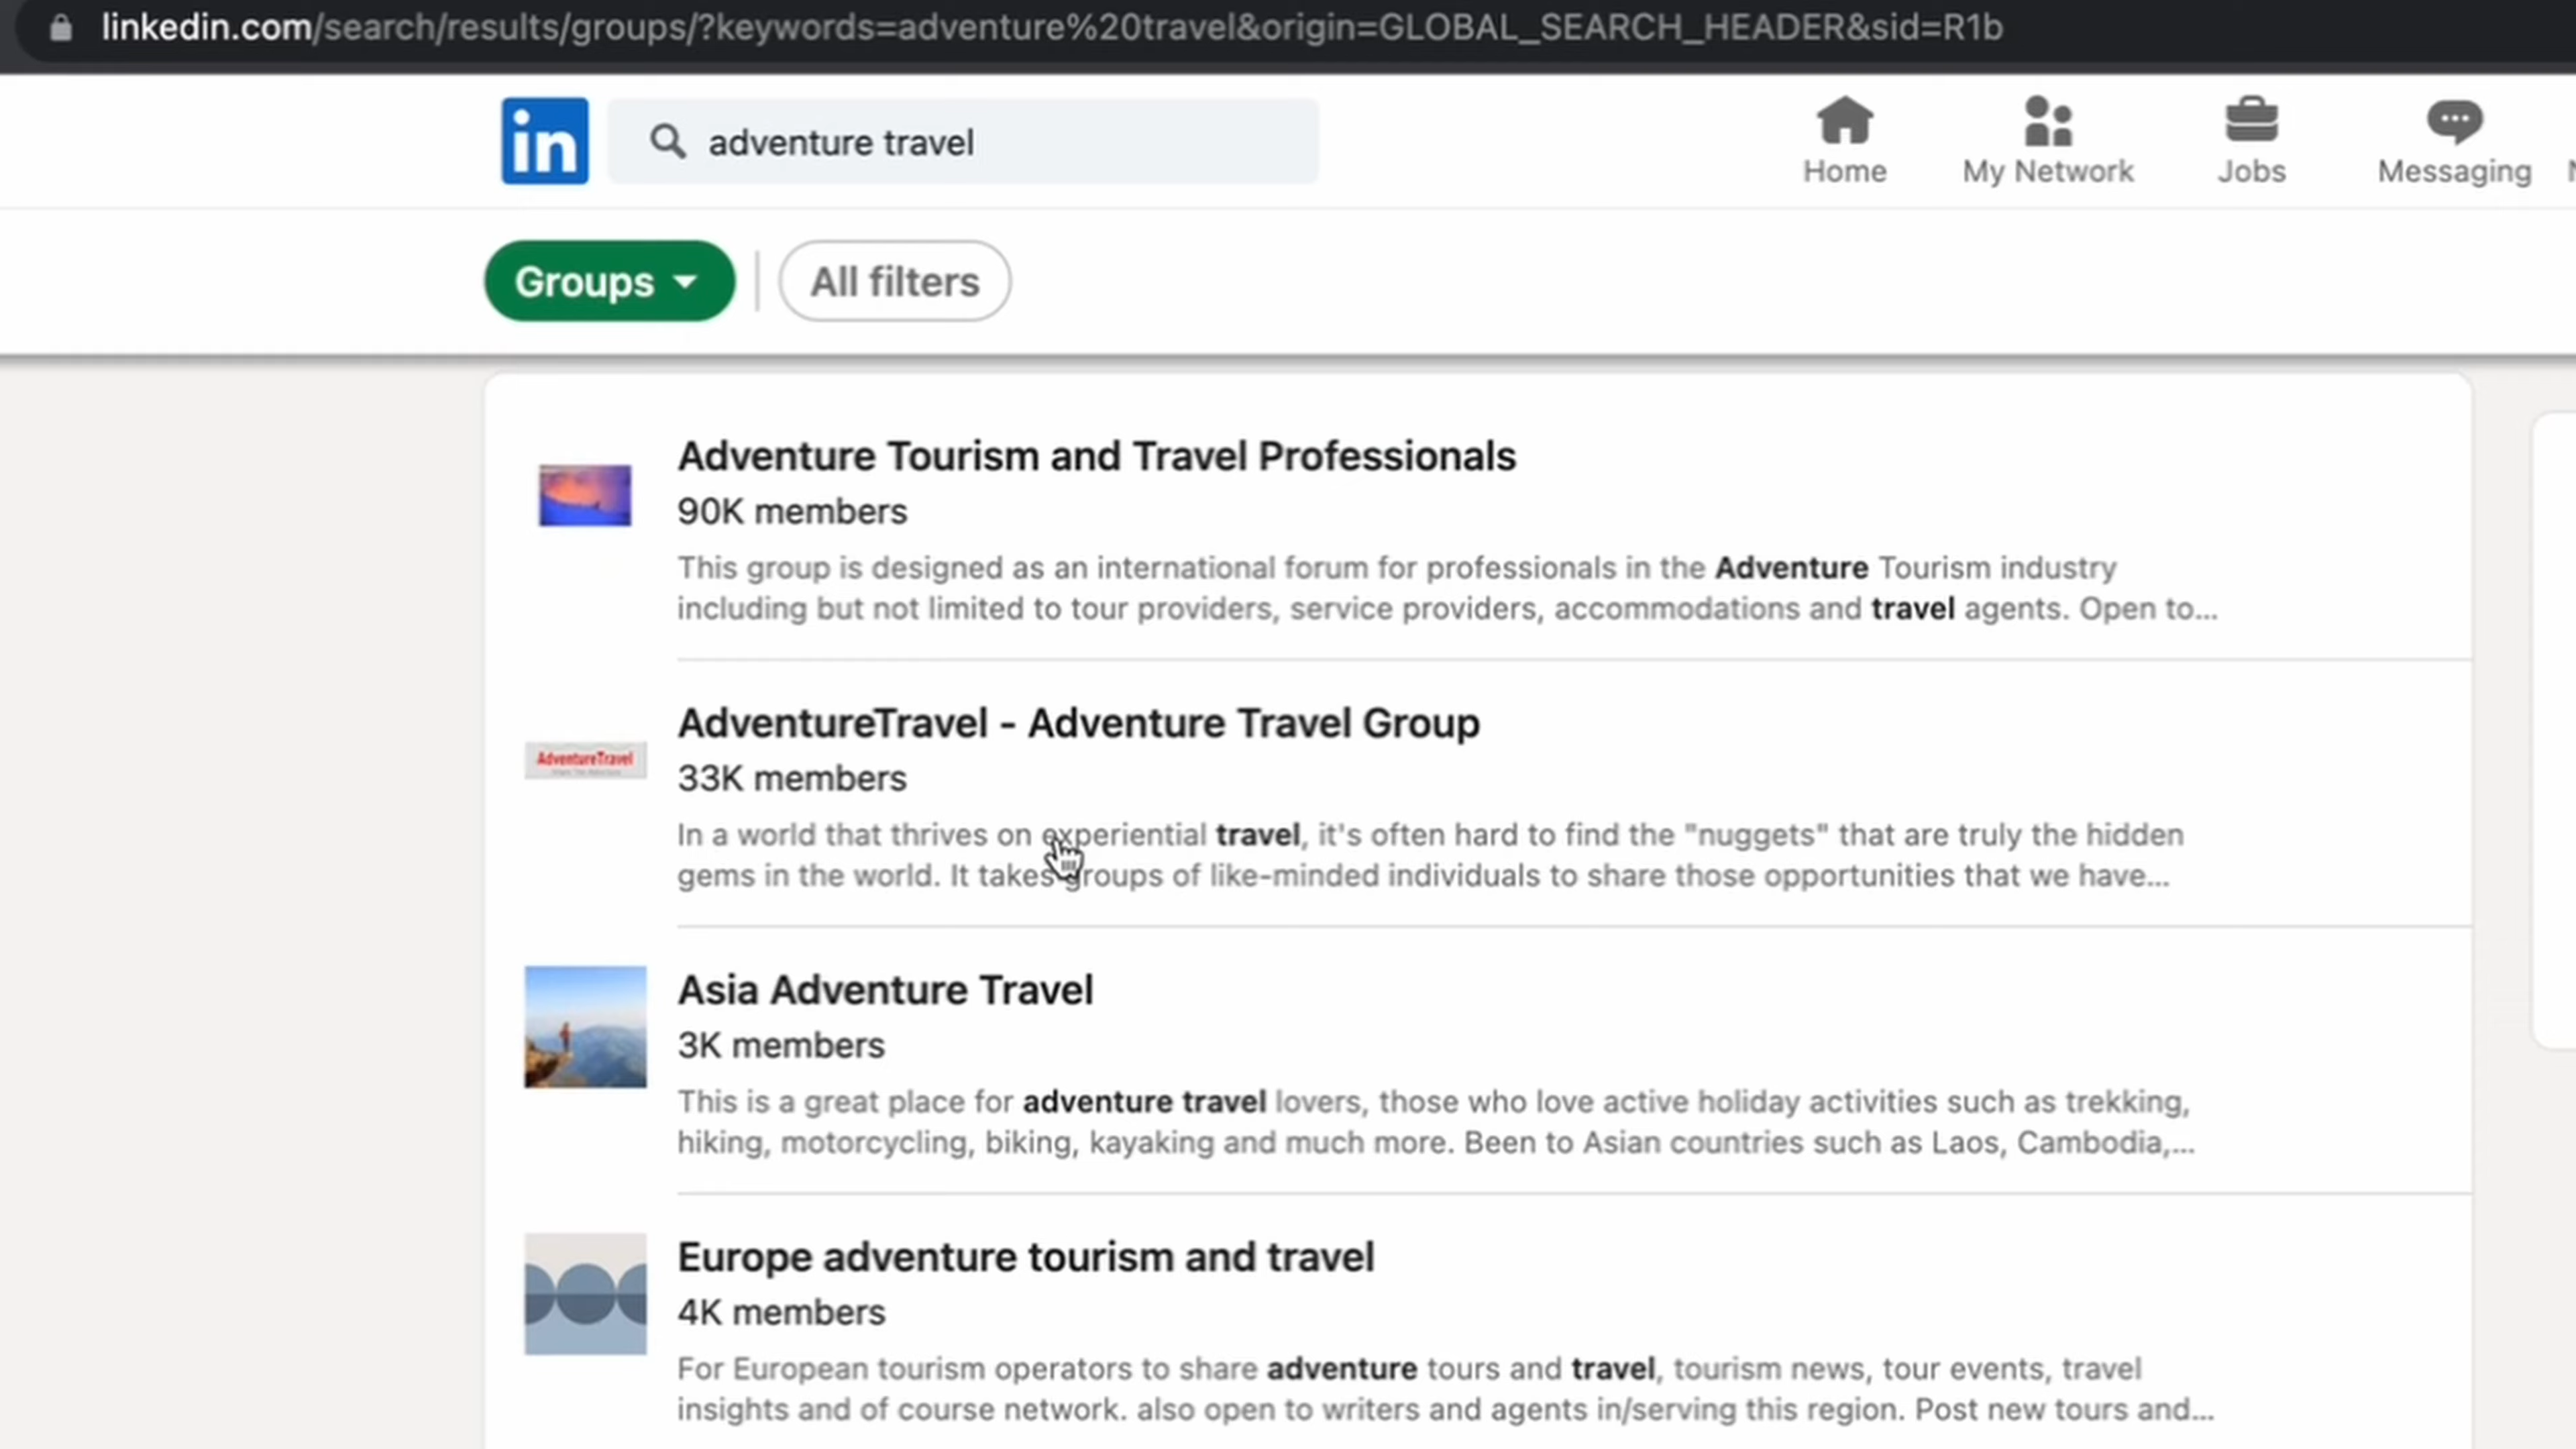 linkedin.com/search/results/groups/?keywords=adventure%20travel&origin=GLOBAL_SEARCH_HEADER&sid=R1b
in
adventure travel
Home
My Network
Jobs
Messaging
Groups
All filters
Adventure Tourism and Travel Professionals
90K members
This group is designed as an international forum for professionals in the Adventure Tourism industry
including but not limited to tour providers, service providers, accommodations and travel agents. Open to...
AdventureTravel - Adventure Travel Group
AdventureTravel
33K members
In a world that thrives on experiential travel, it's often hard to find the "nuggets" that are truly the hidden
gems in the world. It takes groups of like-minded individuals to share those opportunities that we have...
Asia Adventure Travel
3K members
This is a great place for adventure travel lovers, those who love active holiday activities such as trekking,
hiking, motorcycling, biking, kayaking and much more. Been to Asian countries such as Laos, Cambodia,...
Europe adventure tourism and travel
4K members
For European tourism operators to share adventure tours and travel, tourism news, tour events, travel
insights and of course network. also open to writers and agents in/serving this region. Post new tours and...